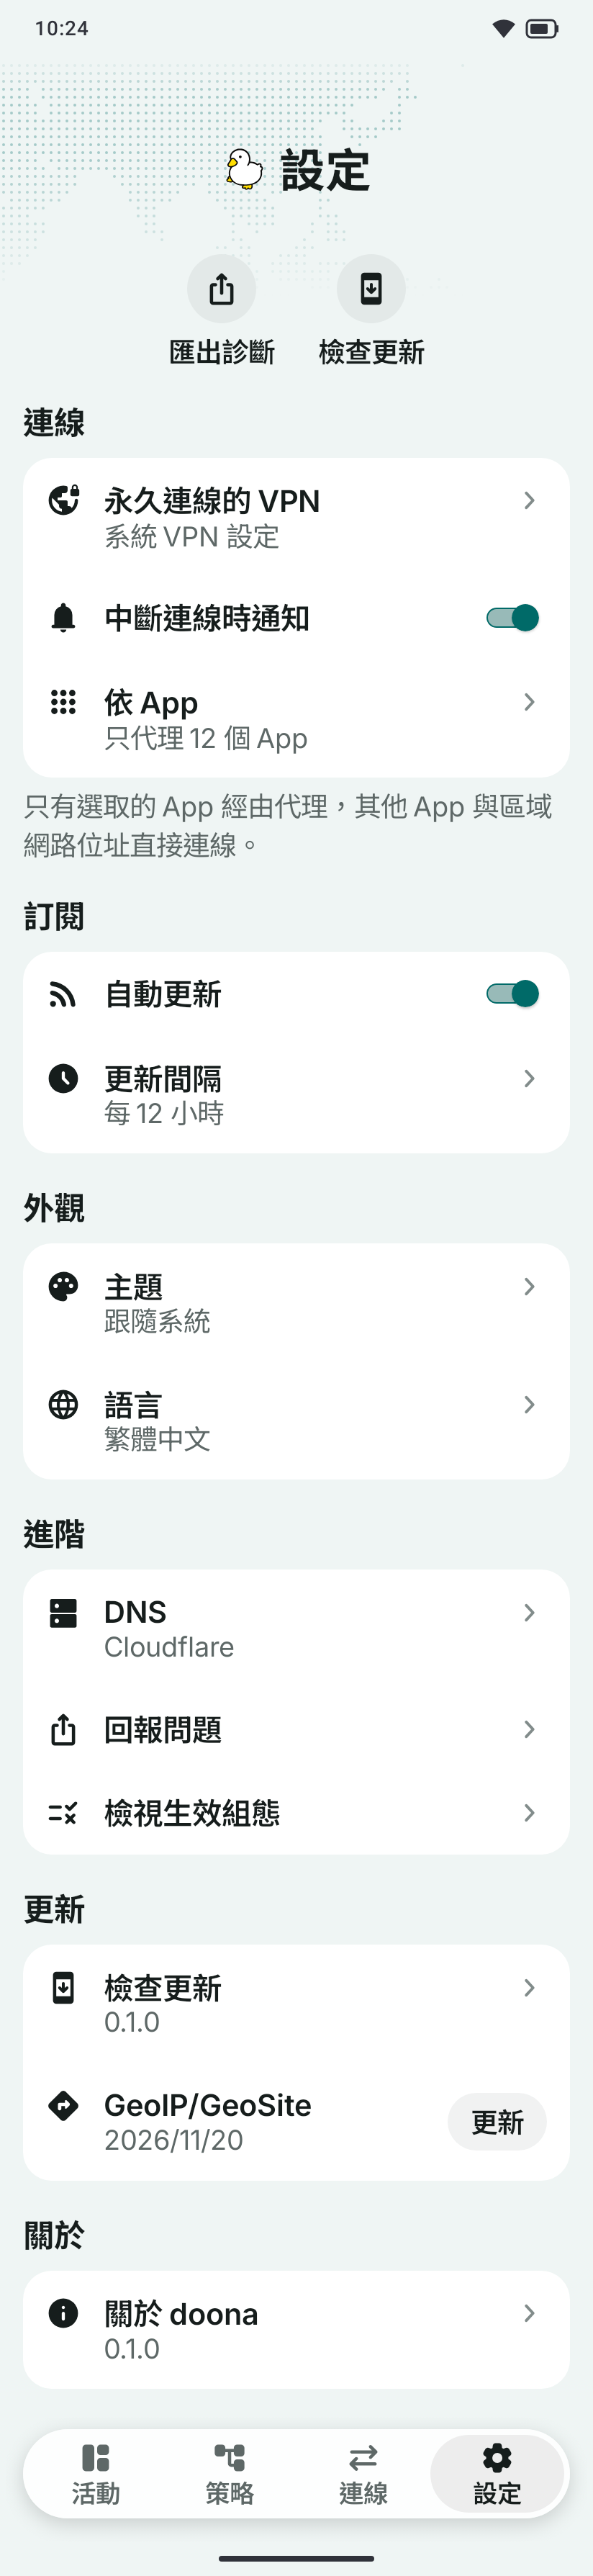 10:24
設定
匯出診斷
檢查更新
連線
永久連線的 VPN
系統 VPN 設定
中斷連線時通知
依 App
只代理 12 個 App
只有選取的 App 經由代理，其他 App 與區域
網路位址直接連線。
訂閱
自動更新
更新間隔
每 12 小時
外觀
主題
跟隨系統
語言
繁體中文
進階
DNS
Cloudflare
回報問題
檢視生效組態
更新
檢查更新
0.1.0
GeoIP/GeoSite
2026/11/20
更新
關於
關於 doona
0.1.0
活動
策略
連線
設定